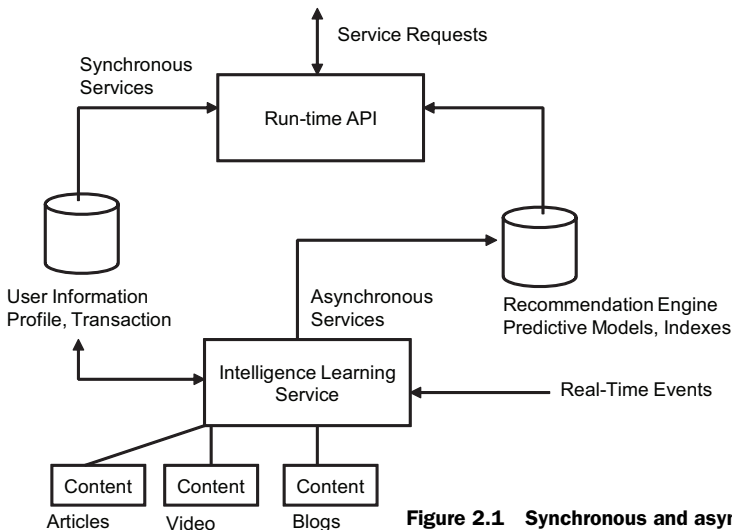 Service Requests
Synchronous
Services
Run-time API
User Information
Profile, Transaction
Asynchronous
Services
Recommendation Engine
Predictive Models, Indexes
Intelligence Learning
Service
Real-Time Events
Content
Content
Content
Articles
Video
Blogs
Figure 2.1 Synchronous and